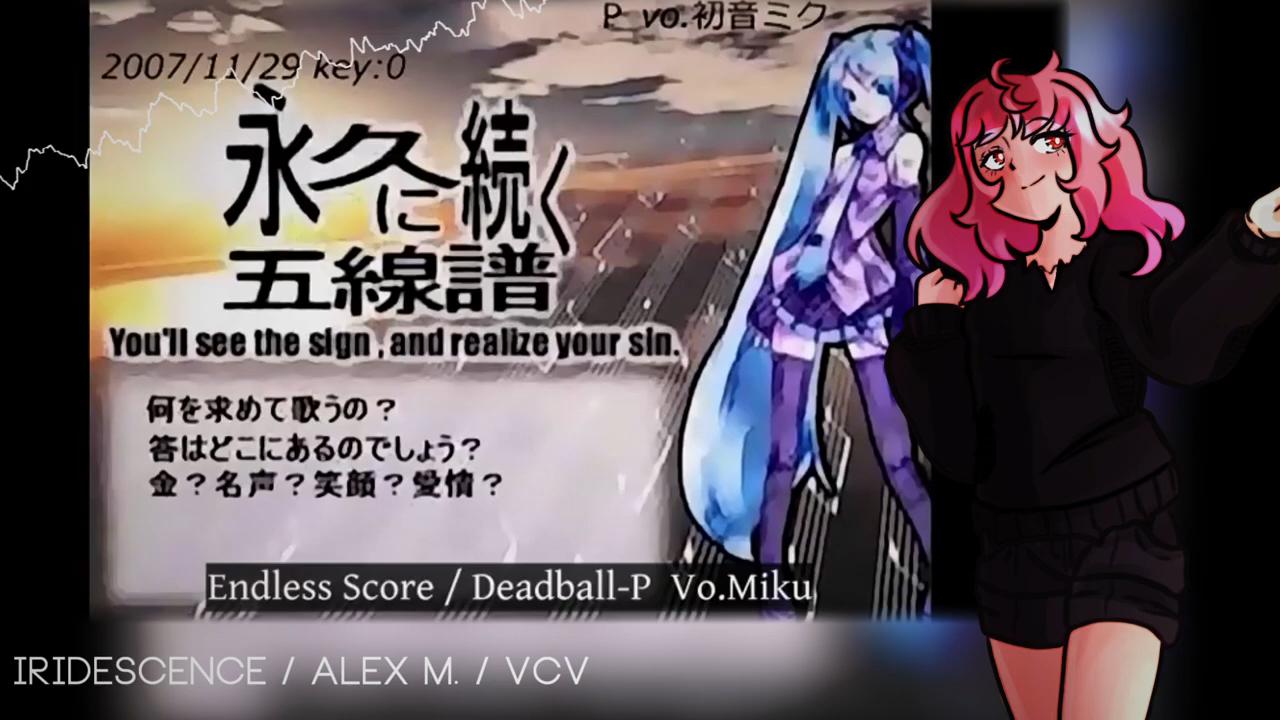 P vo.初音ミク
2007/11/29 key:0
永久に続く
五線譜
You'll see the sign , and realize your sin.
何を求めて歌うの？
答はどこにあるのでしょう？
金？名声？笑顔？愛情？
Endless Score / Deadball-P Vo.Miku
IRIDESCENCE / ALEX M. / VCV